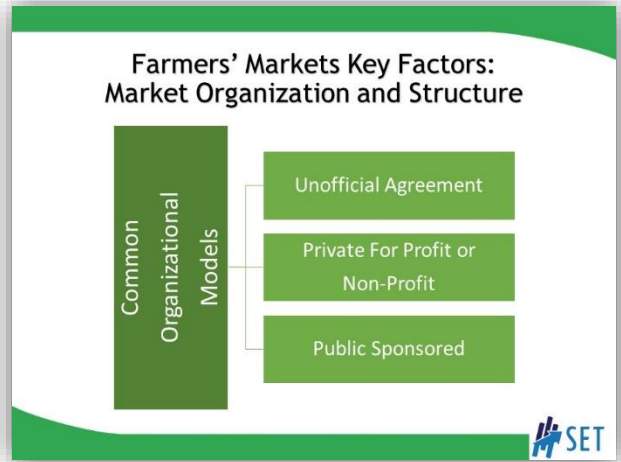 Farmers' Markets Key Factors:
Market Organization and Structure
Common
Organizational
Models
Unofficial Agreement
Private For Profit or
Non-Profit
Public Sponsored
SET